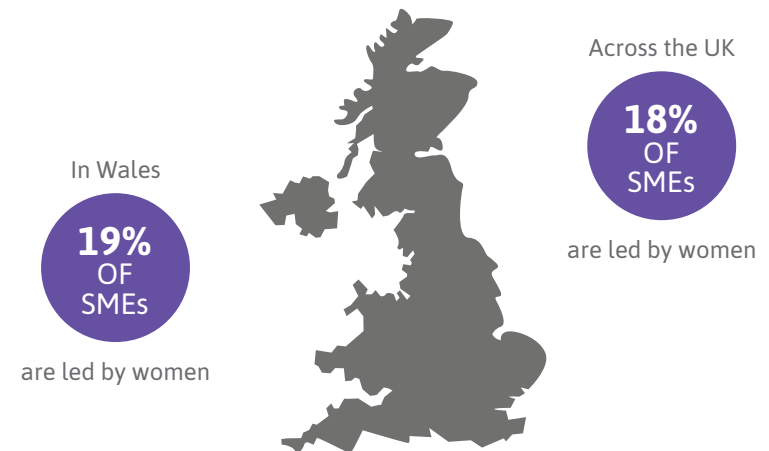 In Wales
19%
OF
SMEs
are led by women
Across the UK
18%
OF
SMEs
are led by women